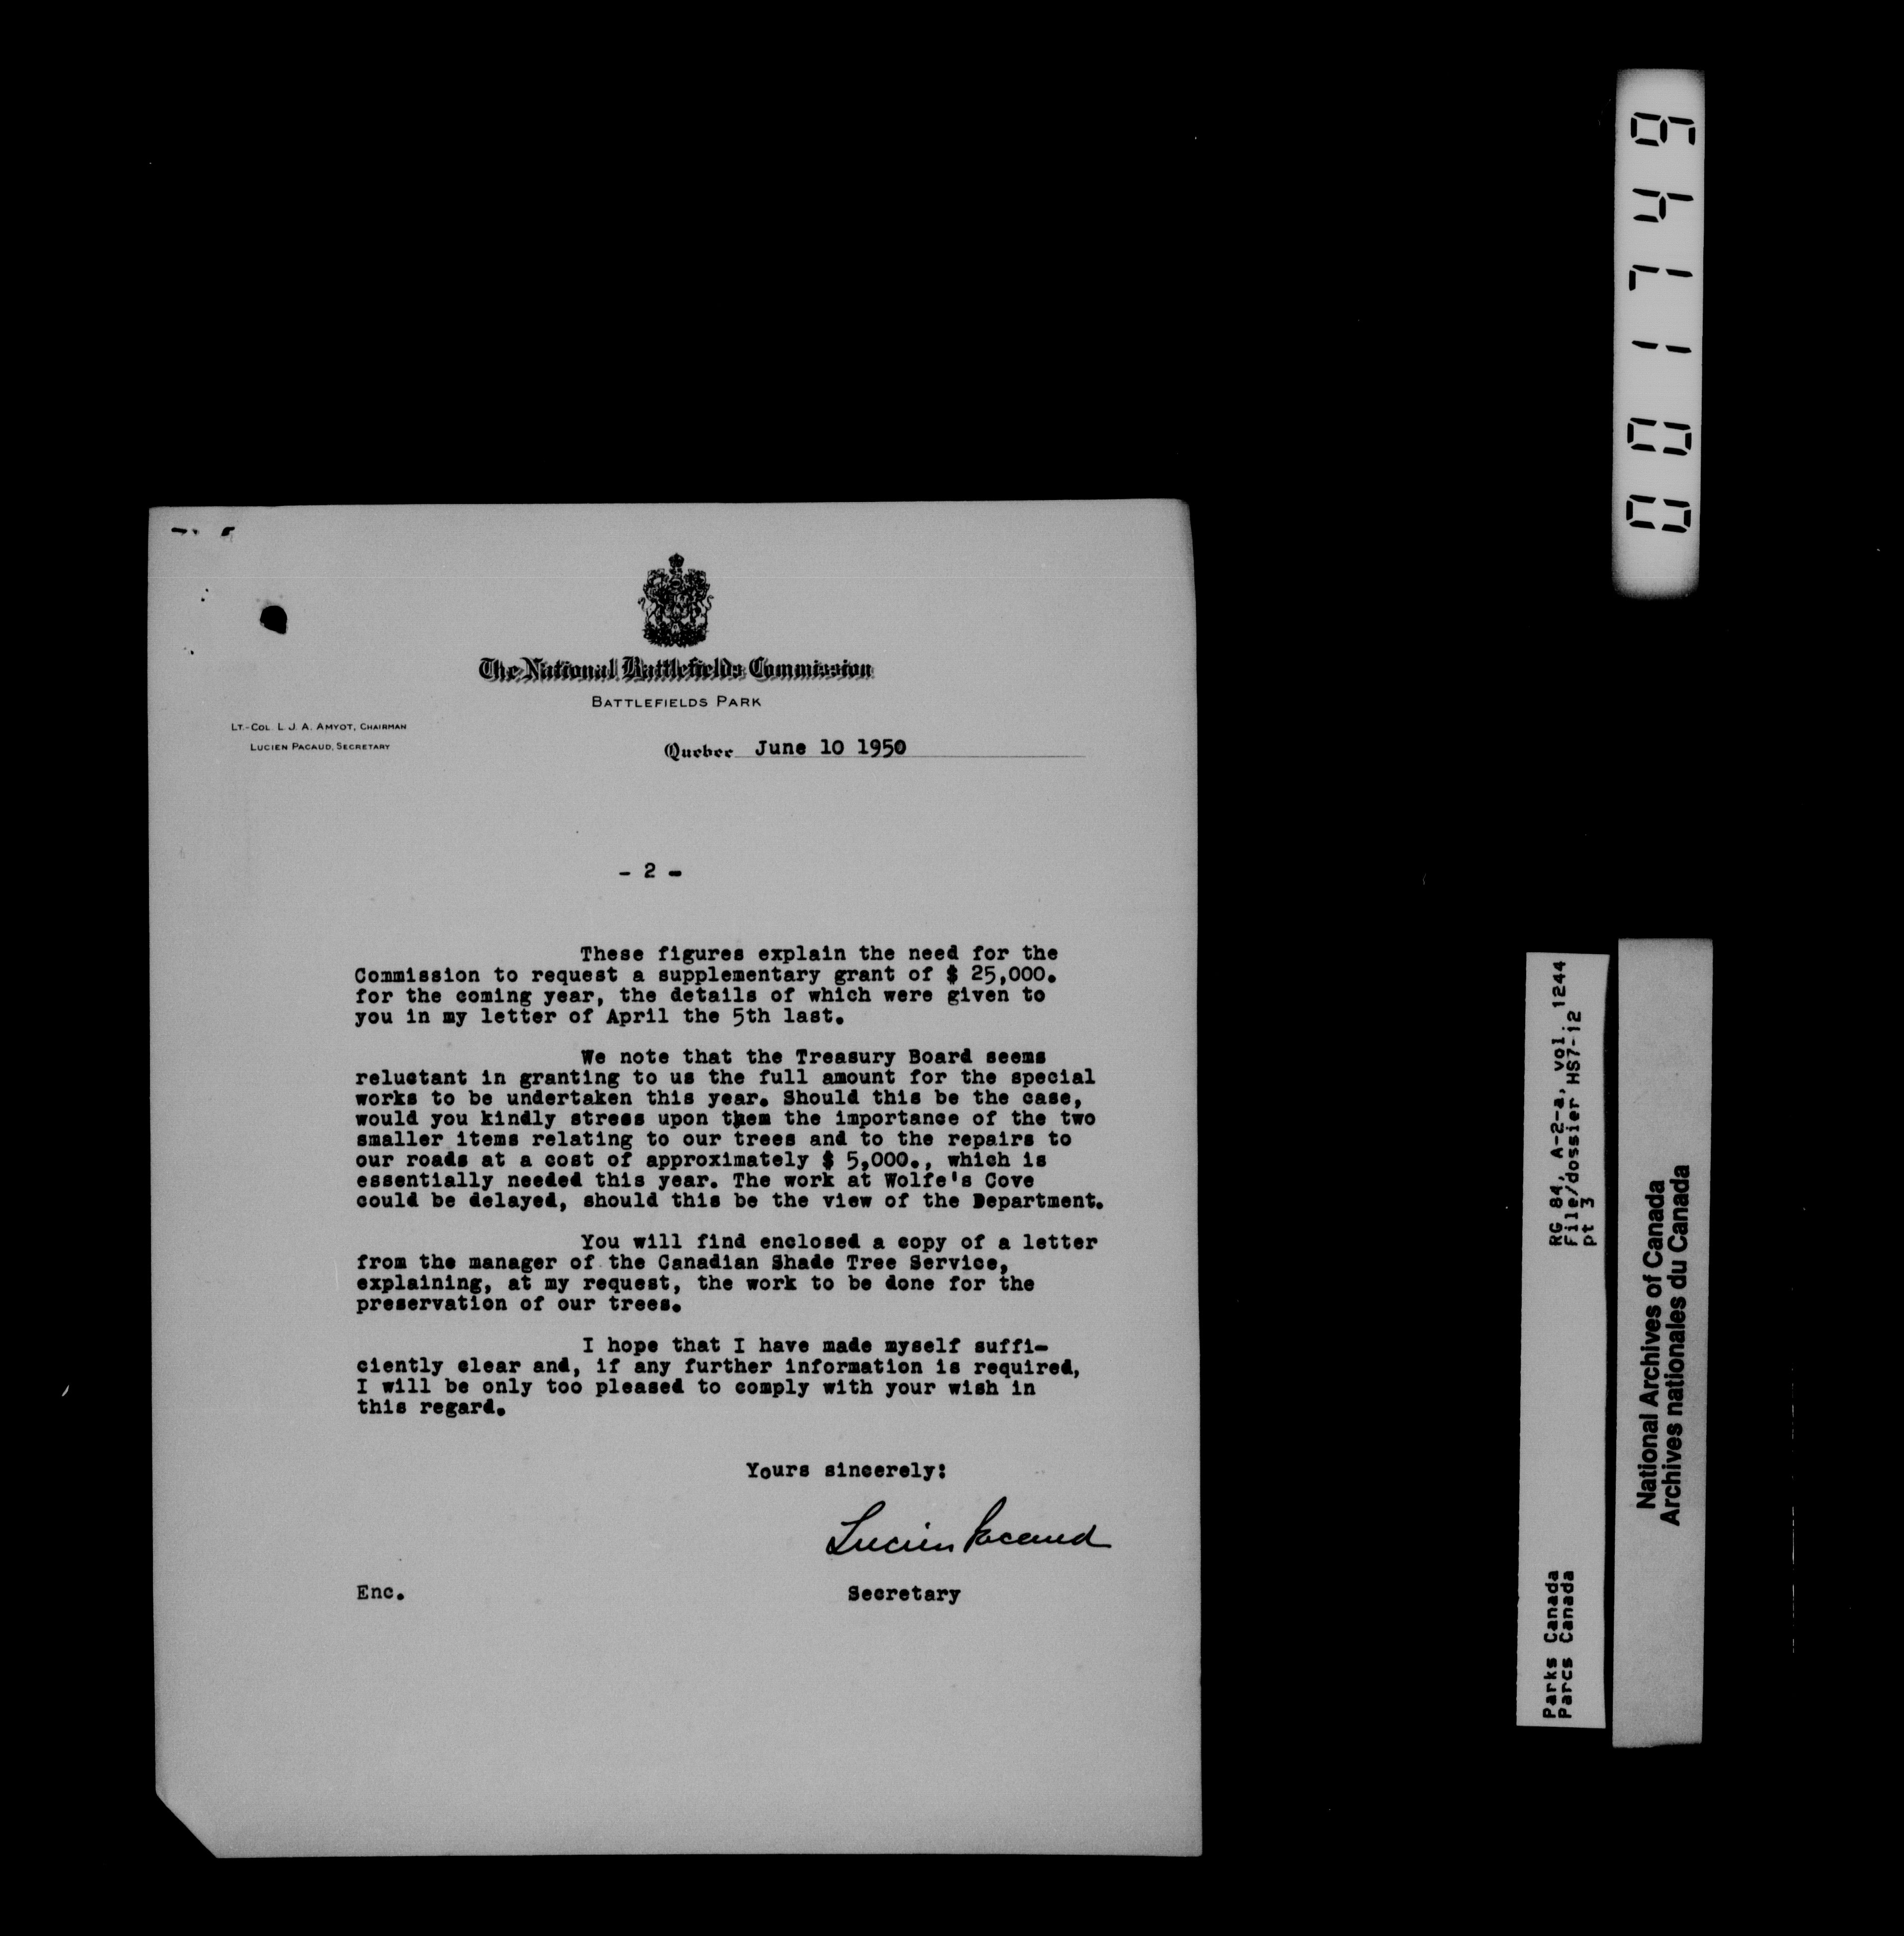 The National Battlefields Commission
BATTLEFIELDS PARK
LT.-COL. L. J. A. AMYOT, CHAIRMAN
LUCIEN PACAUD, SECRETARY
Quebec June 10 1950
- 2 -
These figures explain the need for the
Commission to request a supplementary grant of $ 25,000.
for the coming year, the details of which were given to
you in my letter of April the 5th last.
We note that the Treasury Board seems
reluctant in granting to us the full amount for the special
works to be undertaken this year. Should this be the case,
would you kindly stress upon them the importance of the two
smaller items relating to our trees and to the repairs to
our roads at a cost of approximately $ 5,000., which is
essentially needed this year. The work at Wolfe's Cove
could be delayed, should this be the view of the Department.
You will find enclosed a copy of a letter
from the manager of the Canadian Shade Tree Service,
explaining, at my request, the work to be done for the
preservation of our trees.
I hope that I have made myself suffi-
ciently clear and, if any further information is required,
I will be only too pleased to comply with your wish in
this regard.
Yours sincerely:
Lucien Pacaud
Enc. Secretary
001749
Parks Canada
Parcs Canada
RG 84, A-2-a, vol. 1244
File/dossier HS7-12
pt 3
National Archives of Canada
Archives nationales du Canada